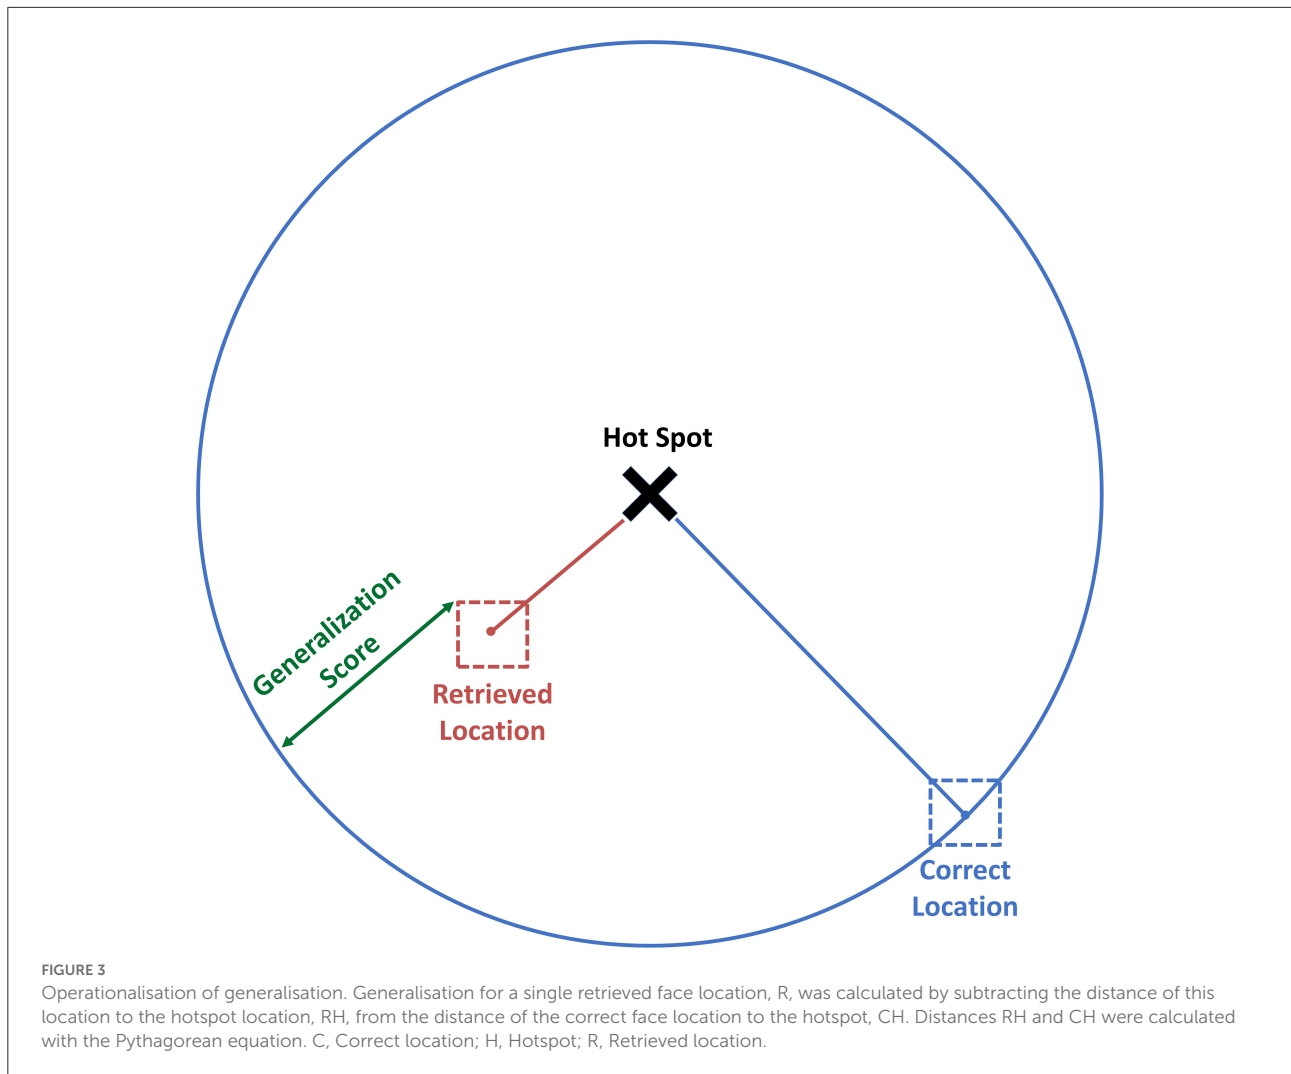 Hot Spot
Generalization
Score
Retrieved
Location
Correct
Location
FIGURE 3
Operationalisation of generalisation. Generalisation for a single retrieved face location, R, was calculated by subtracting the distance of this
location to the hotspot location, RH, from the distance of the correct face location to the hotspot, CH. Distances RH and CH were calculated
with the Pythagorean equation. C, Correct location; H, Hotspot; R, Retrieved location.